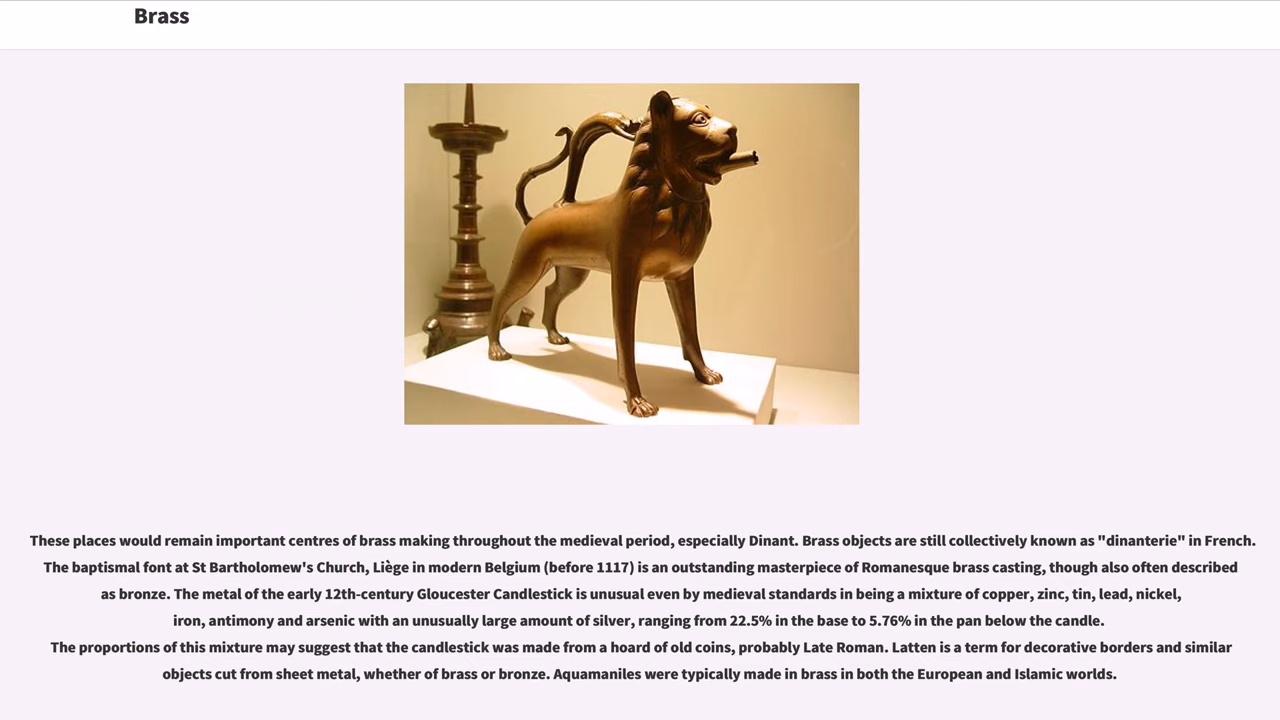 Brass
These places would remain important centres of brass making throughout the medieval period, especially Dinant. Brass objects are still collectively known as "dinanterie" in French.
The baptismal font at St Bartholomew's Church, Liège in modern Belgium (before 1117) is an outstanding masterpiece of Romanesque brass casting, though also often described
as bronze. The metal of the early 12th-century Gloucester Candlestick is unusual even by medieval standards in being a mixture of copper, zinc, tin, lead, nickel,
iron, antimony and arsenic with an unusually large amount of silver, ranging from 22.5% in the base to 5.76% in the pan below the candle.
The proportions of this mixture may suggest that the candlestick was made from a hoard of old coins, probably Late Roman. Latten is a term for decorative borders and similar
objects cut from sheet metal, whether of brass or bronze. Aquamaniles were typically made in brass in both the European and Islamic worlds.